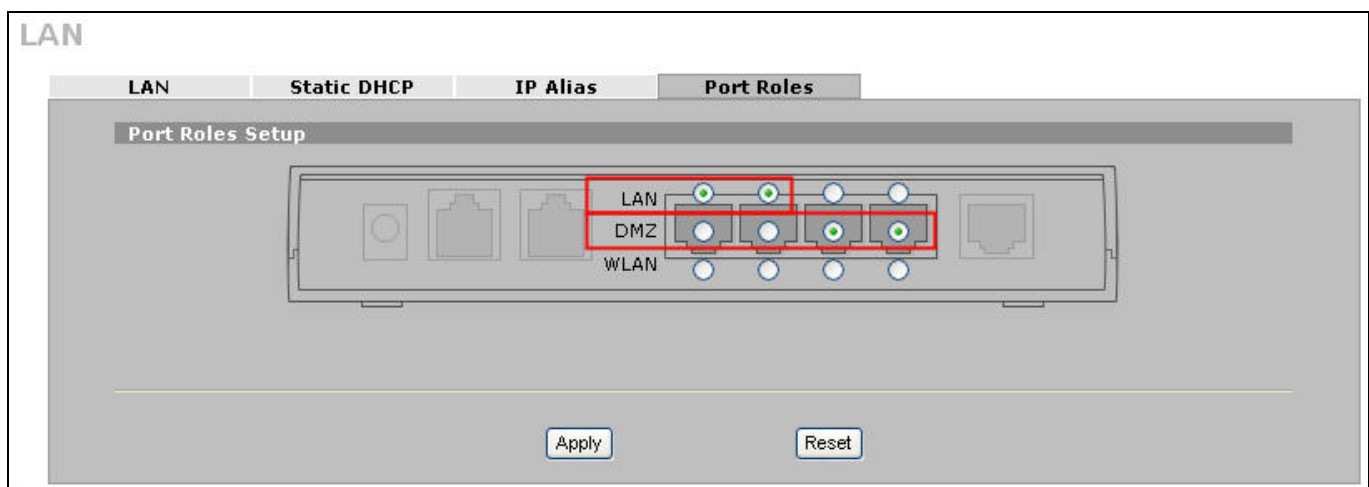 LAN
LAN Static DHCP IP Alias Port Roles
Port Roles Setup
LAN
DMZ
WLAN
Apply Reset